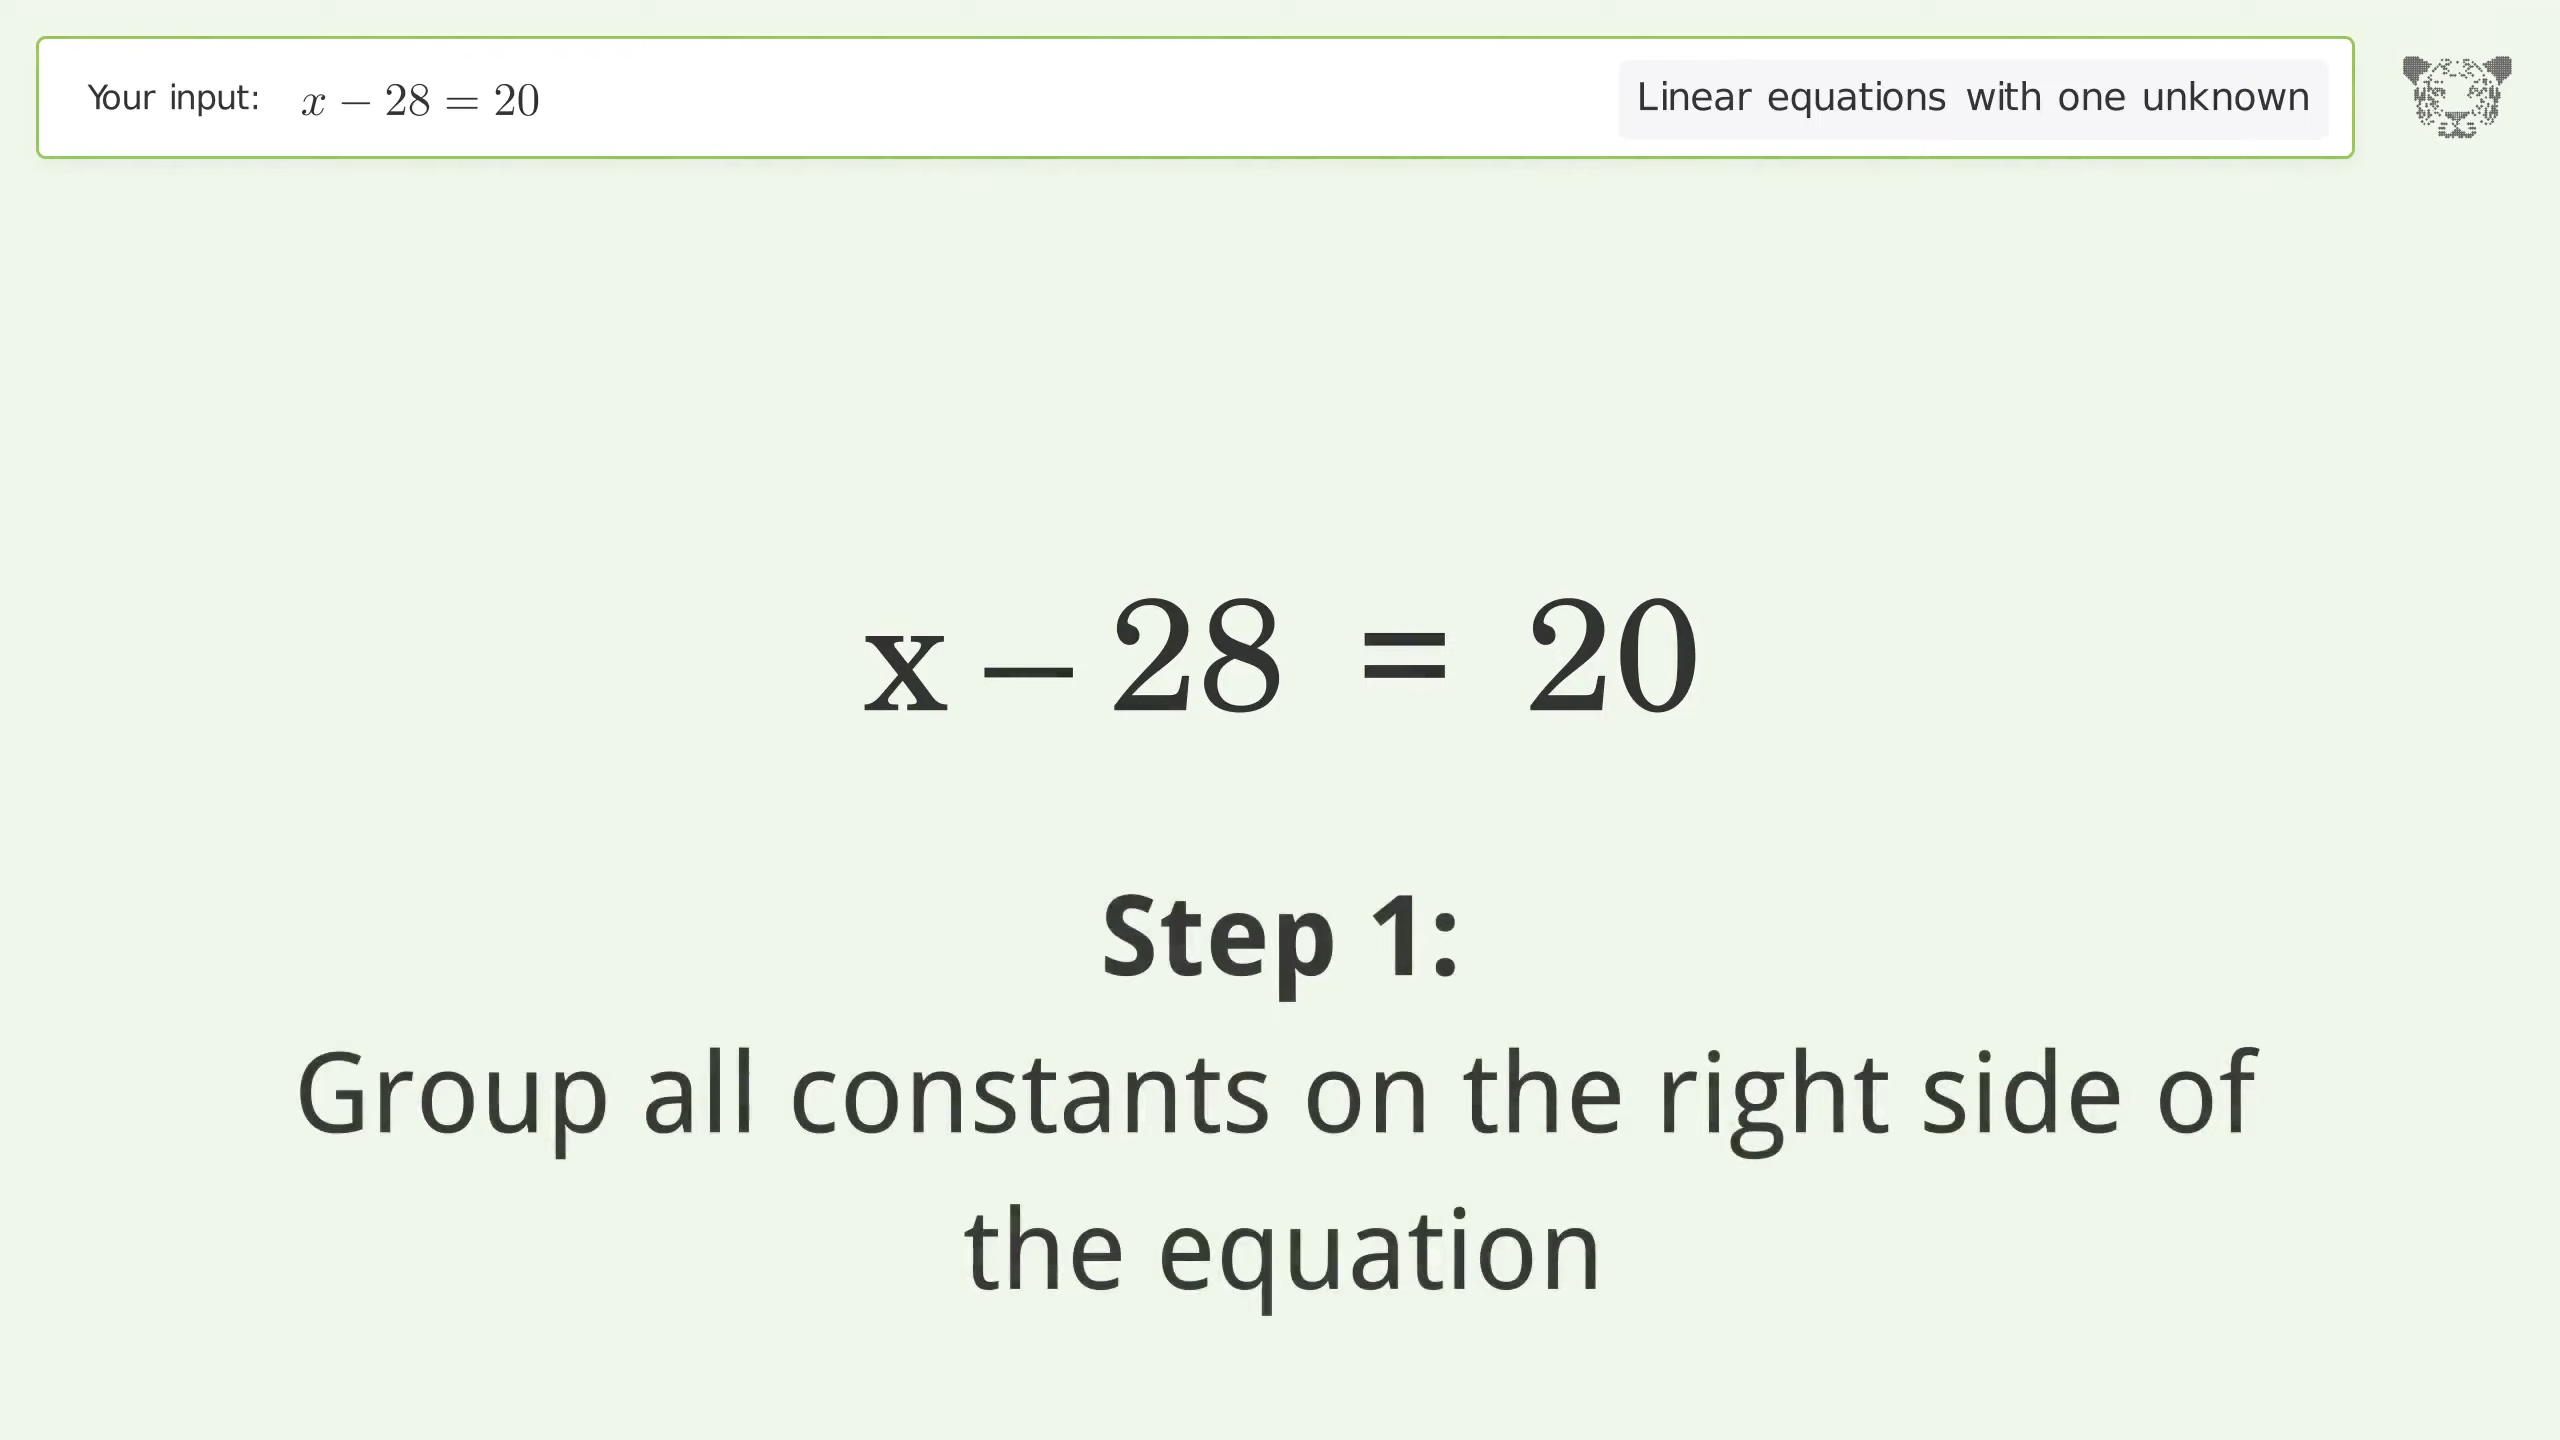 Your input: x − 28 = 20 Linear equations with one unknown
x – 28 = 20
Step 1:
Group all constants on the right side of
the equation